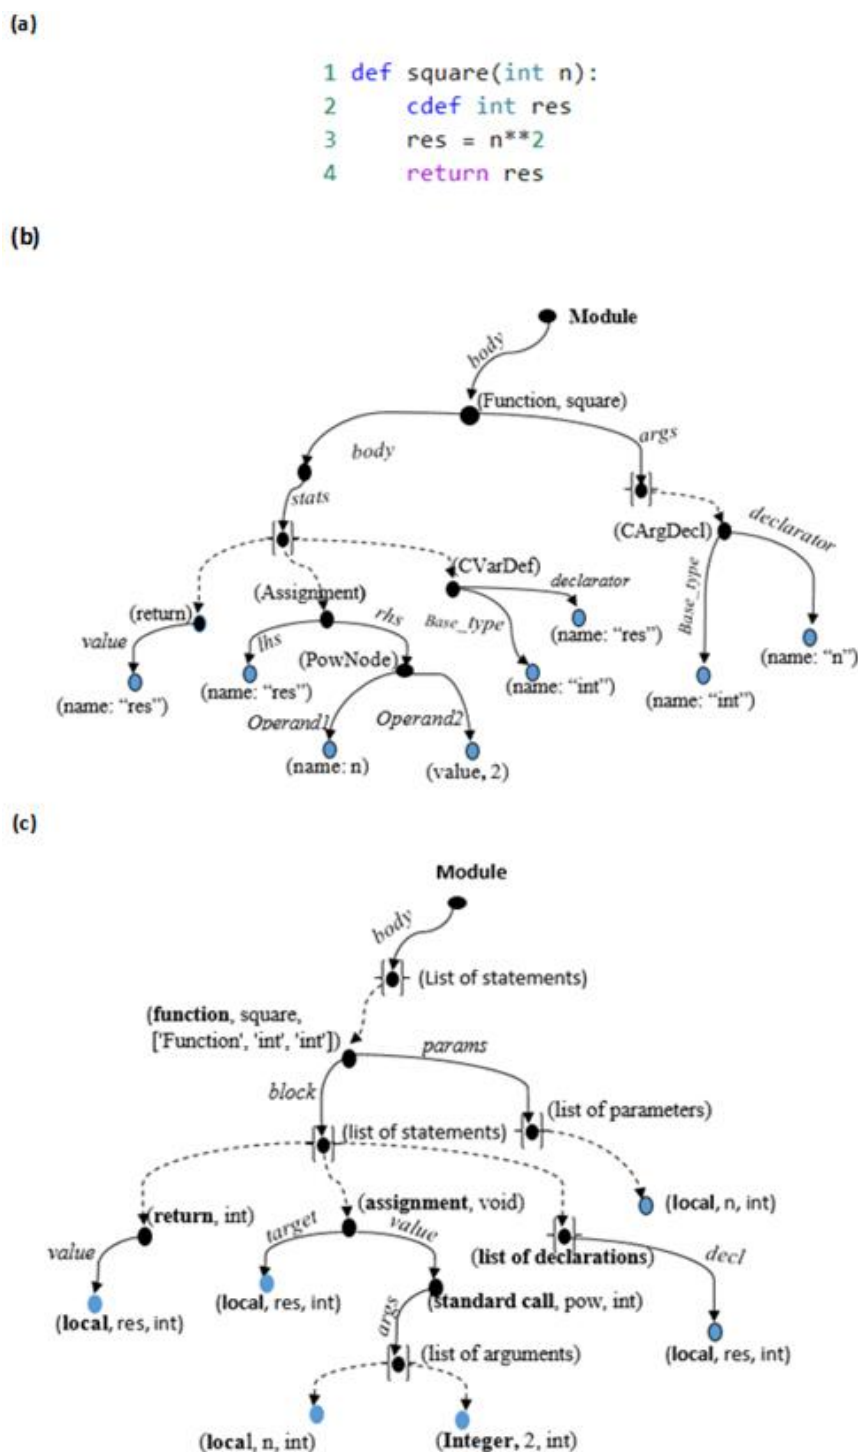 (a)
1 def square(int n):
2     cdef int res
3     res = n**2
4     return res
(b)
Module
body
(Function, square)
args
body
stats
declarator
(CArgDecl)
(CVarDef)
declarator
Base_type
(return)
(Assignment)
rhs
Base_type
value
lhs
(name: “res”)
(name: “n”)
(PowNode)
(name: “res”)
(name: “res”)
(name: “int”)
(name: “int”)
Operand1
Operand2
(name: n)
(value, 2)
(c)
Module
body
(List of statements)
(function, square,
['Function', 'int', 'int'])
params
block
(list of parameters)
(list of statements)
(return, int)
(assignment, void)
(local, n, int)
target
value
value
(list of declarations)
decl
(local, res, int)
(local, res, int)
(standard call, pow, int)
args
(local, res, int)
(list of arguments)
(local, n, int)
(Integer, 2, int)